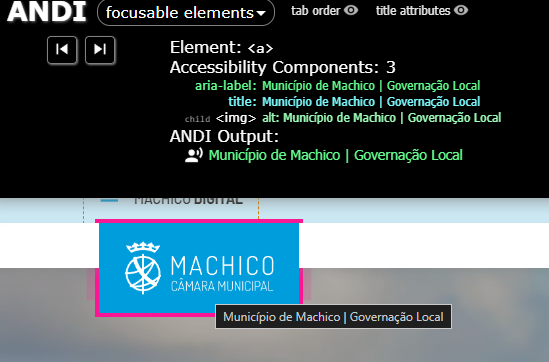 ANDI focusable elements tab order title attributes
Element: <a>
Accessibility Components: 3
aria-label: Município de Machico | Governação Local
title: Município de Machico | Governação Local
child <img> alt: Município de Machico | Governação Local
ANDI Output:
Município de Machico | Governação Local
MACHICO DIGITAL
MACHICO
CÂMARA MUNICIPAL
Município de Machico | Governação Local